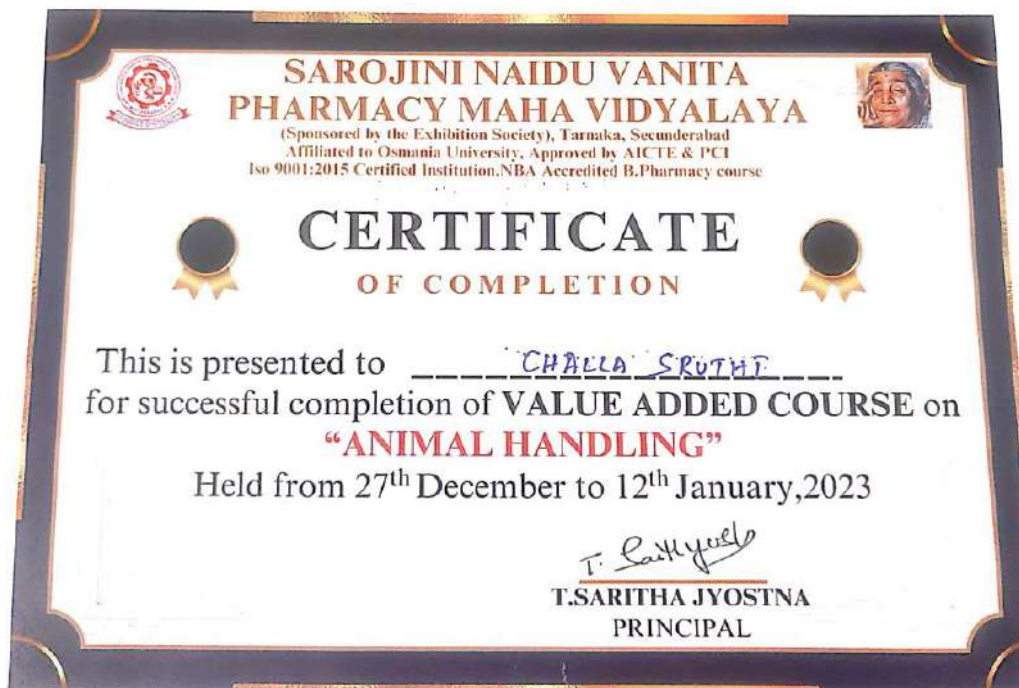 SAROJINI NAIDU VANITA
PHARMACY MAHA VIDYALAYA
(Sponsored by the Exhibition Society), Tarnaka, Secunderabad
Affiliated to Osmania University, Approved by AICTE & PCI
Iso 9001:2015 Certified Institution.NBA Accredited B.Pharmacy course
CERTIFICATE
OF COMPLETION
This is presented to CHALLA SRUTHI
for successful completion of VALUE ADDED COURSE on
“ANIMAL HANDLING”
Held from 27th December to 12th January,2023
T.SARITHA JYOSTNA
PRINCIPAL